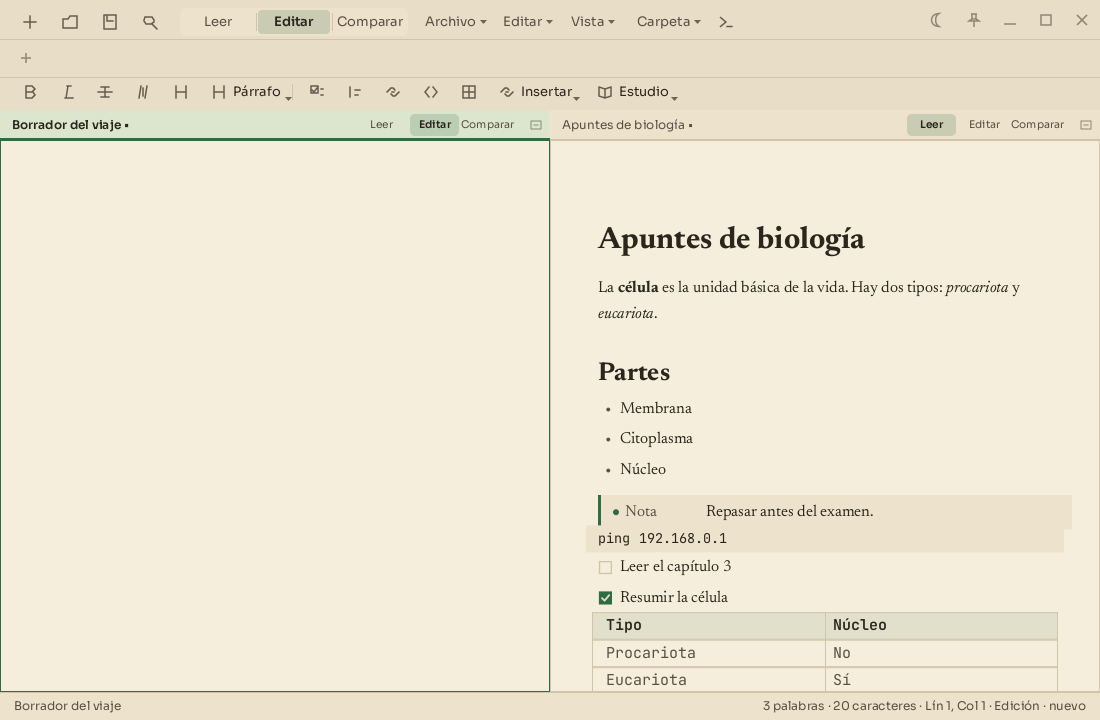 Leer Editar Comparar Archivo Editar Vista Carpeta
Párrafo Insertar Estudio
Borrador del viaje • Leer Editar Comparar
Apuntes de biología • Leer Editar Comparar
Apuntes de biología
La célula es la unidad básica de la vida. Hay dos tipos: procariota y
eucariota.
Partes
• Membrana
• Citoplasma
• Núcleo
• Nota Repasar antes del examen.
ping 192.168.0.1
Leer el capítulo 3
Resumir la célula
Tipo Núcleo
Procariota No
Eucariota Sí
Borrador del viaje 3 palabras · 20 caracteres · Lín 1, Col 1 · Edición · nuevo